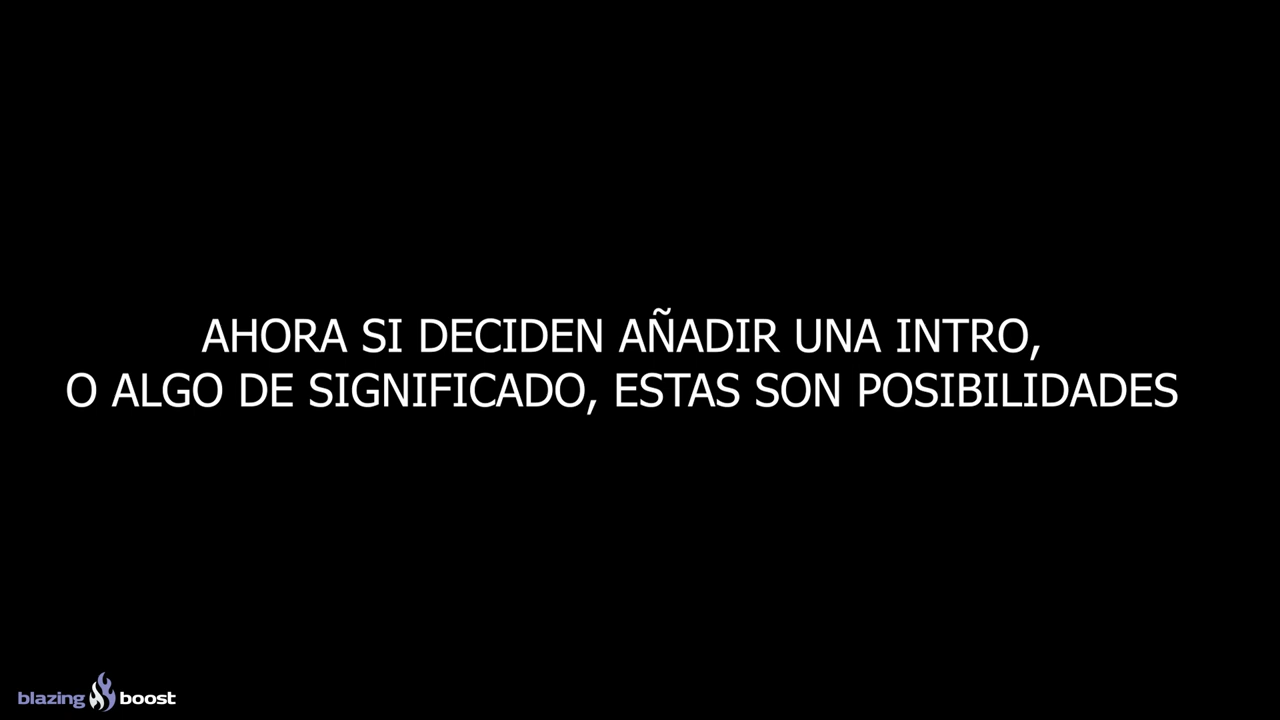 AHORA SI DECIDEN AÑADIR UNA INTRO,
O ALGO DE SIGNIFICADO, ESTAS SON POSIBILIDADES
blazing boost